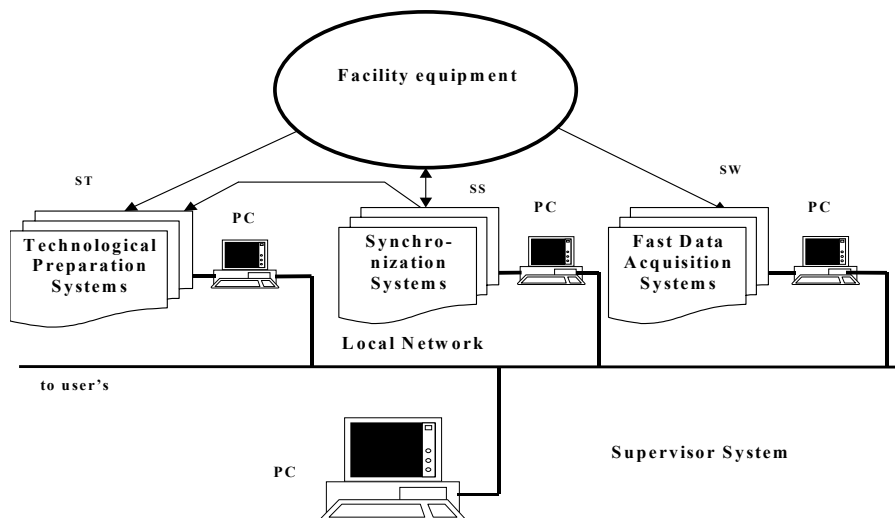 Facility equipment
ST
SS
SW
PC
PC
PC
Technological
Preparation
Systems
Synchro-
nization
Systems
Fast Data
Acquisition
Systems
Local Network
to user's
Supervisor System
PC